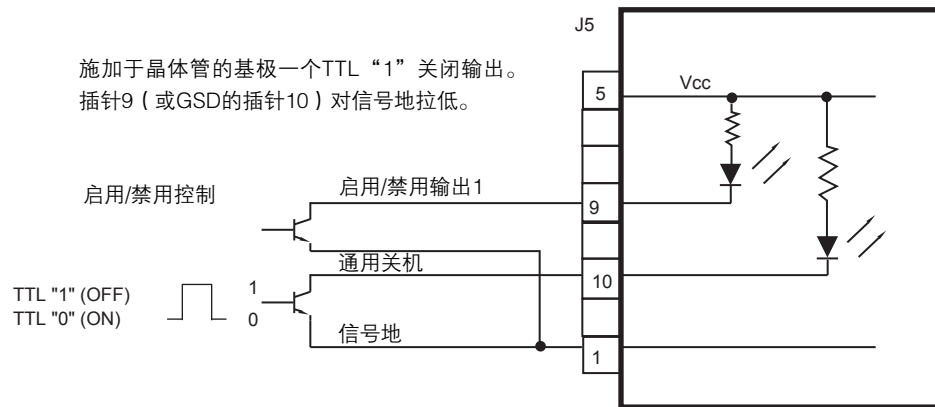 J5
施加于晶体管的基极一个TTL“1”关闭输出。
插针9（或GSD的插针10）对信号地拉低。
5
Vcc
启用/禁用控制
启用/禁用输出1
9
通用关机
10
TTL "1" (OFF)
TTL "0" (ON)
1
0
信号地
1